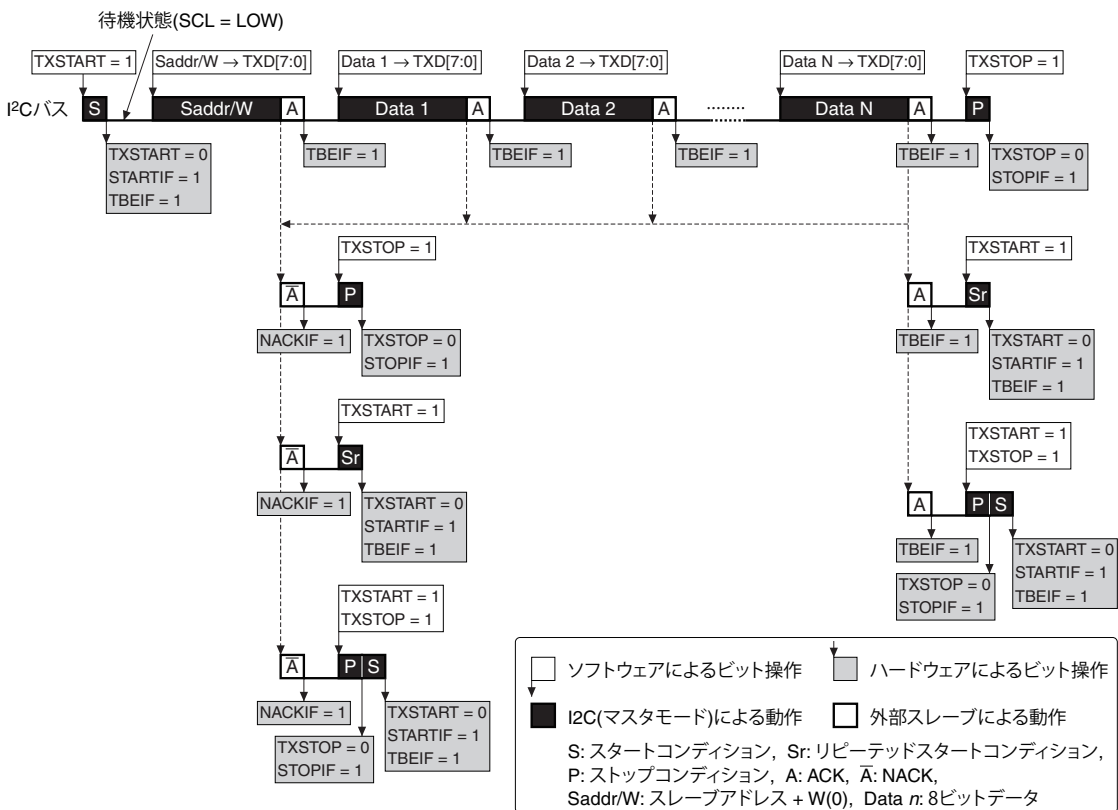 待機状態(SCL = LOW)
TXSTART = 1
Saddr/W → TXD[7:0]
Data 1 → TXD[7:0]
Data 2 → TXD[7:0]
Data N → TXD[7:0]
TXSTOP = 1
I²Cバス
S
Saddr/W
A
Data 1
A
Data 2
A
Data N
A
P
TXSTART = 0
STARTIF = 1
TBEIF = 1
TBEIF = 1
TBEIF = 1
TBEIF = 1
TBEIF = 1
TXSTOP = 0
STOPIF = 1
TXSTOP = 1
A̅
P
NACKIF = 1
TXSTOP = 0
STOPIF = 1
TXSTART = 1
A
Sr
TBEIF = 1
TXSTART = 0
STARTIF = 1
TBEIF = 1
TXSTART = 1
A̅
Sr
NACKIF = 1
TXSTART = 0
STARTIF = 1
TBEIF = 1
TXSTART = 1
TXSTOP = 1
A
P S
TBEIF = 1
TXSTOP = 0
STOPIF = 1
TXSTART = 0
STARTIF = 1
TBEIF = 1
TXSTART = 1
TXSTOP = 1
A̅
P S
NACKIF = 1
TXSTOP = 0
STOPIF = 1
TXSTART = 0
STARTIF = 1
TBEIF = 1
ソフトウェアによるビット操作
ハードウェアによるビット操作
I2C(マスタモード)による動作
外部スレーブによる動作
S: スタートコンディション, Sr: リピーテッドスタートコンディション,
P: ストップコンディション, A: ACK, A̅: NACK,
Saddr/W: スレーブアドレス + W(0), Data n: 8ビットデータ